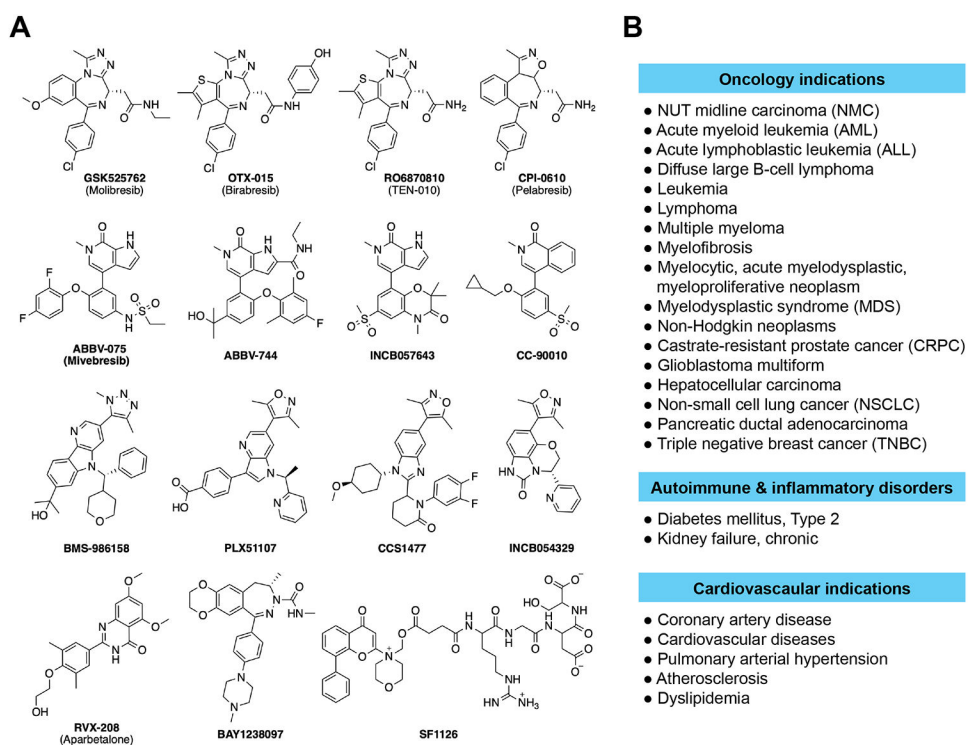 A
GSK525762
(Molibresib)
OTX-015
(Birabresib)
RO6870810
(TEN-010)
CPI-0610
(Pelabresib)
ABBV-075
(Mivebresib)
ABBV-744
INCB057643
CC-90010
BMS-986158
PLX51107
CCS1477
INCB054329
RVX-208
(Aparbetalone)
BAY1238097
SF1126
B
Oncology indications
● NUT midline carcinoma (NMC)
● Acute myeloid leukemia (AML)
● Acute lymphoblastic leukemia (ALL)
● Diffuse large B-cell lymphoma
● Leukemia
● Lymphoma
● Multiple myeloma
● Myelofibrosis
● Myelocytic, acute myelodysplastic,
myeloproliferative neoplasm
● Myelodysplastic syndrome (MDS)
● Non-Hodgkin neoplasms
● Castrate-resistant prostate cancer (CRPC)
● Glioblastoma multiform
● Hepatocellular carcinoma
● Non-small cell lung cancer (NSCLC)
● Pancreatic ductal adenocarcinoma
● Triple negative breast cancer (TNBC)
Autoimmune & inflammatory disorders
● Diabetes mellitus, Type 2
● Kidney failure, chronic
Cardiovascaular indications
● Coronary artery disease
● Cardiovascular diseases
● Pulmonary arterial hypertension
● Atherosclerosis
● Dyslipidemia